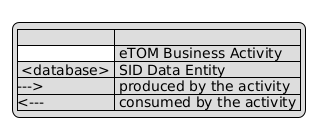 eTOM Business Activity
<database> SID Data Entity
---> produced by the activity
<--- consumed by the activity